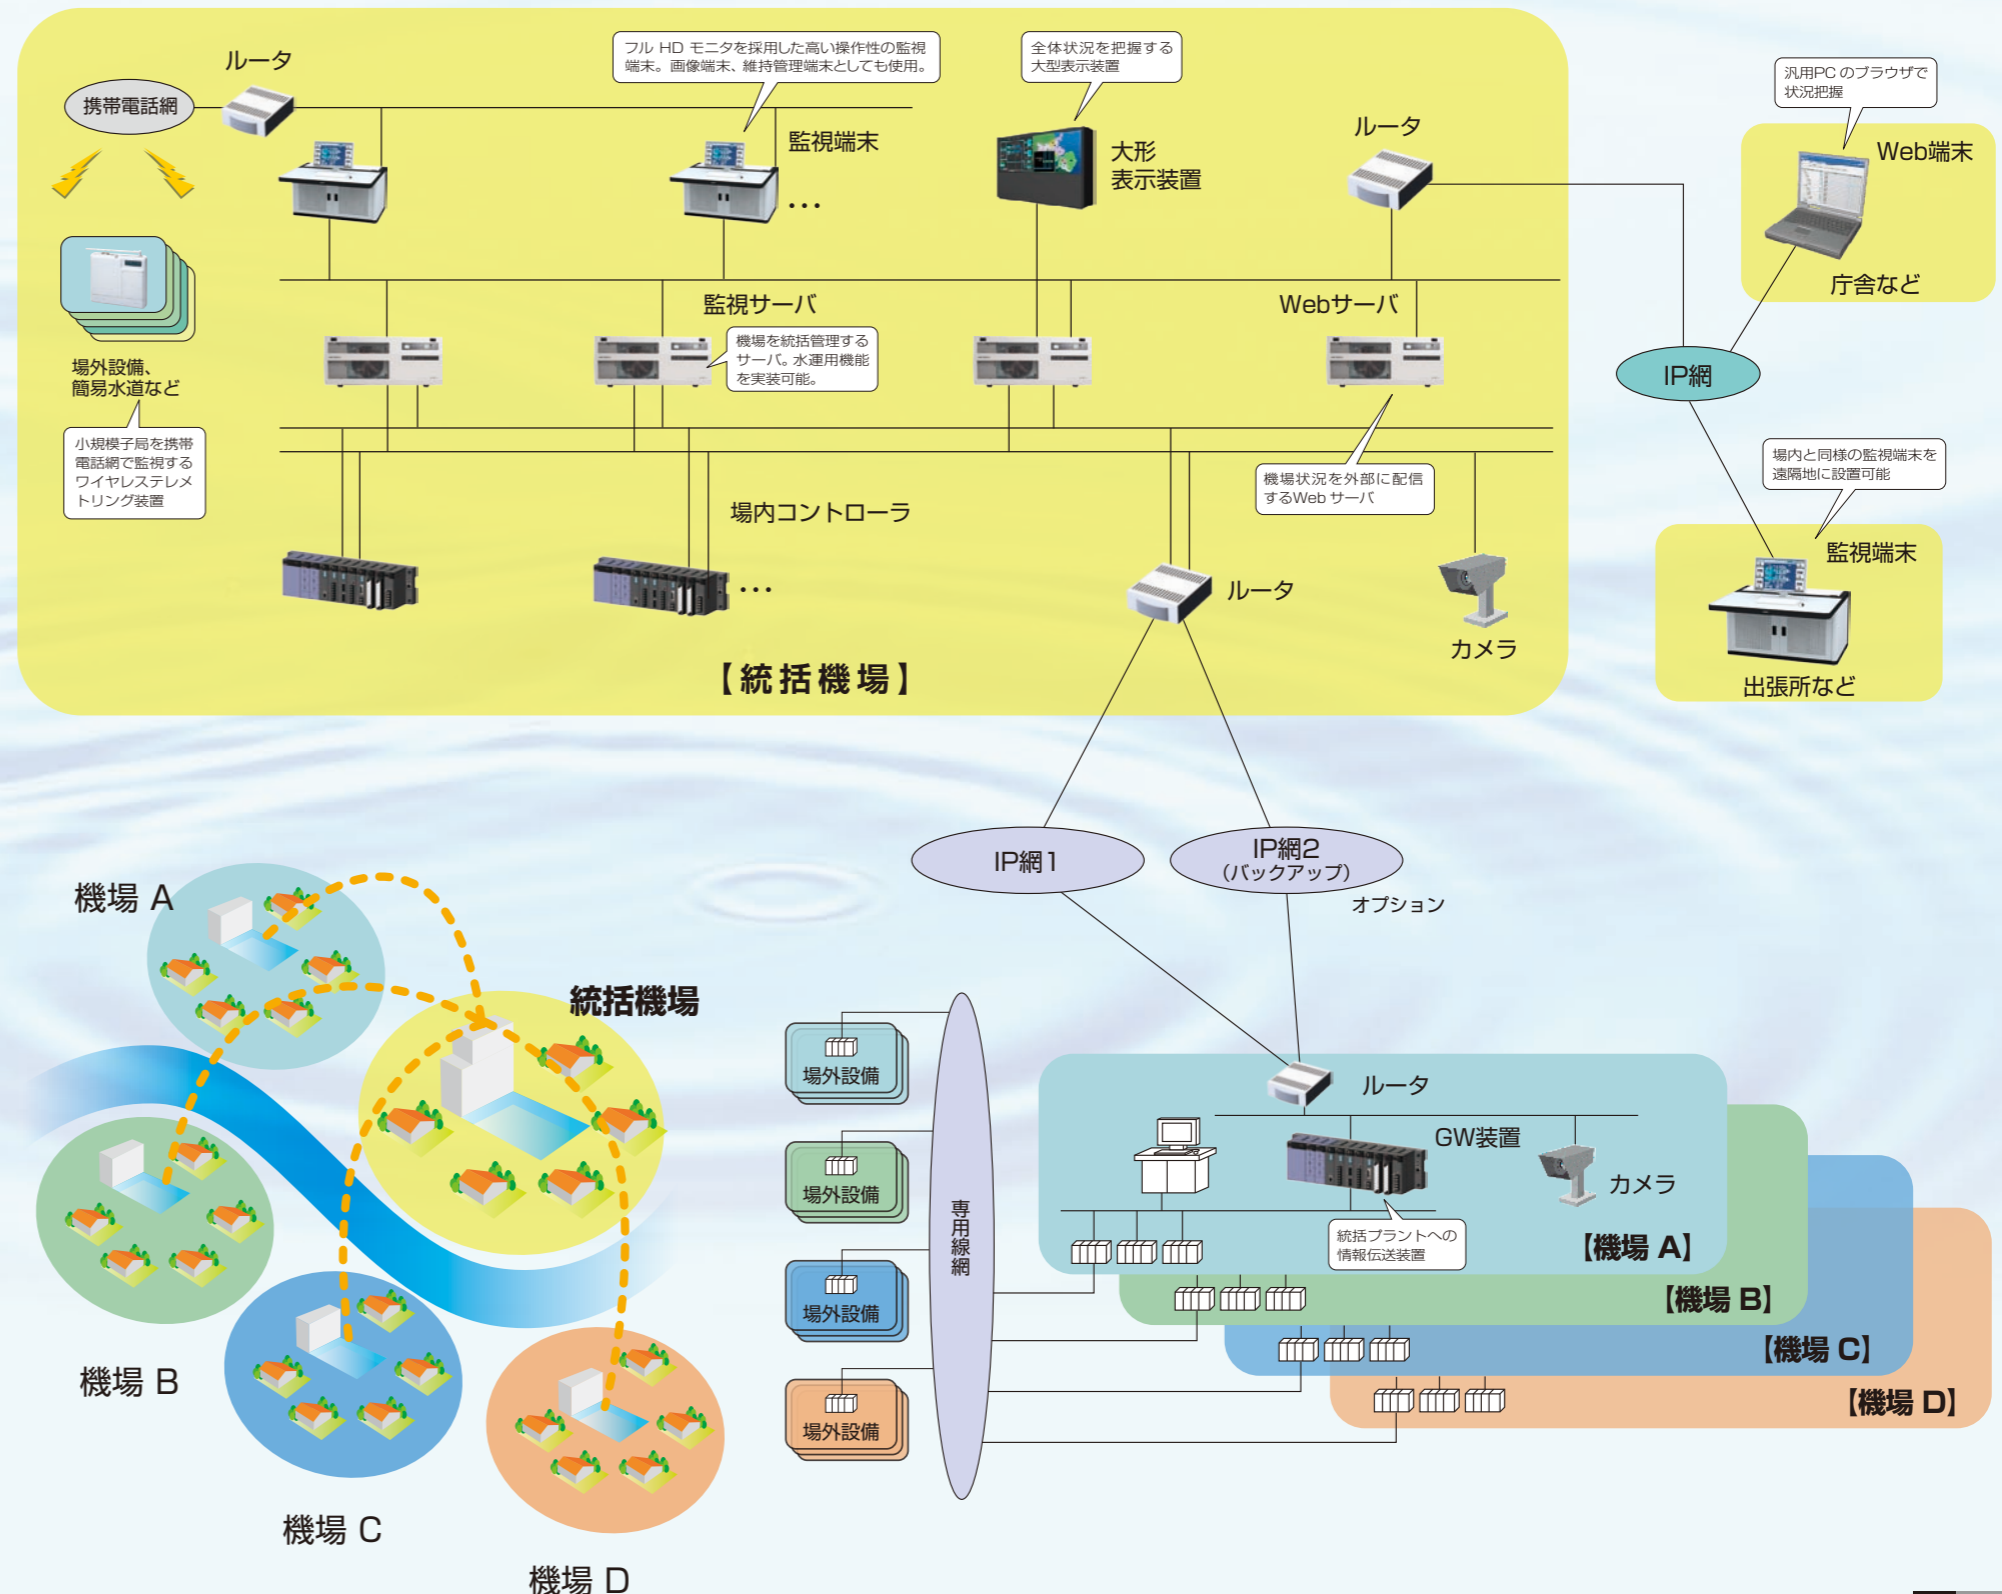 ルータ
携帯電話網
フル HD モニタを採用した高い操作性の監視
端末。画像端末、維持管理端末としても使用。
監視端末
…
全体状況を把握する
大型表示装置
大形
表示装置
ルータ
汎用PC のブラウザで
状況把握
Web端末
庁舎など
場外設備、
簡易水道など
小規模子局を携帯
電話網で監視する
ワイヤレステレメ
トリング装置
監視サーバ
機場を統括管理する
サーバ。水運用機能
を実装可能。
Webサーバ
機場状況を外部に配信
するWeb サーバ
IP網
場内と同様の監視端末を
遠隔地に設置可能
監視端末
出張所など
場内コントローラ
…
ルータ
カメラ
【統括機場】
IP網1
IP網2
（バックアップ）
オプション
機場 A
統括機場
機場 B
機場 C
機場 D
場外設備
場外設備
場外設備
場外設備
専用線網
ルータ
GW装置
カメラ
統括プラントへの
情報伝送装置
【機場 A】
【機場 B】
【機場 C】
【機場 D】